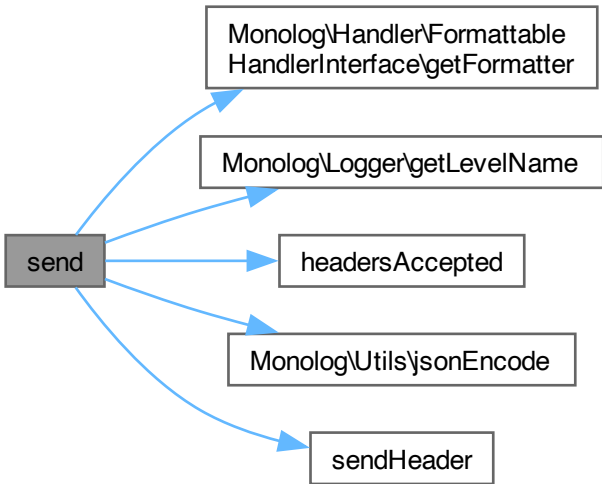 Monolog\Handler\Formattable
HandlerInterface\getFormatter
Monolog\Logger\getLevelName
send
headersAccepted
Monolog\Utils\jsonEncode
sendHeader